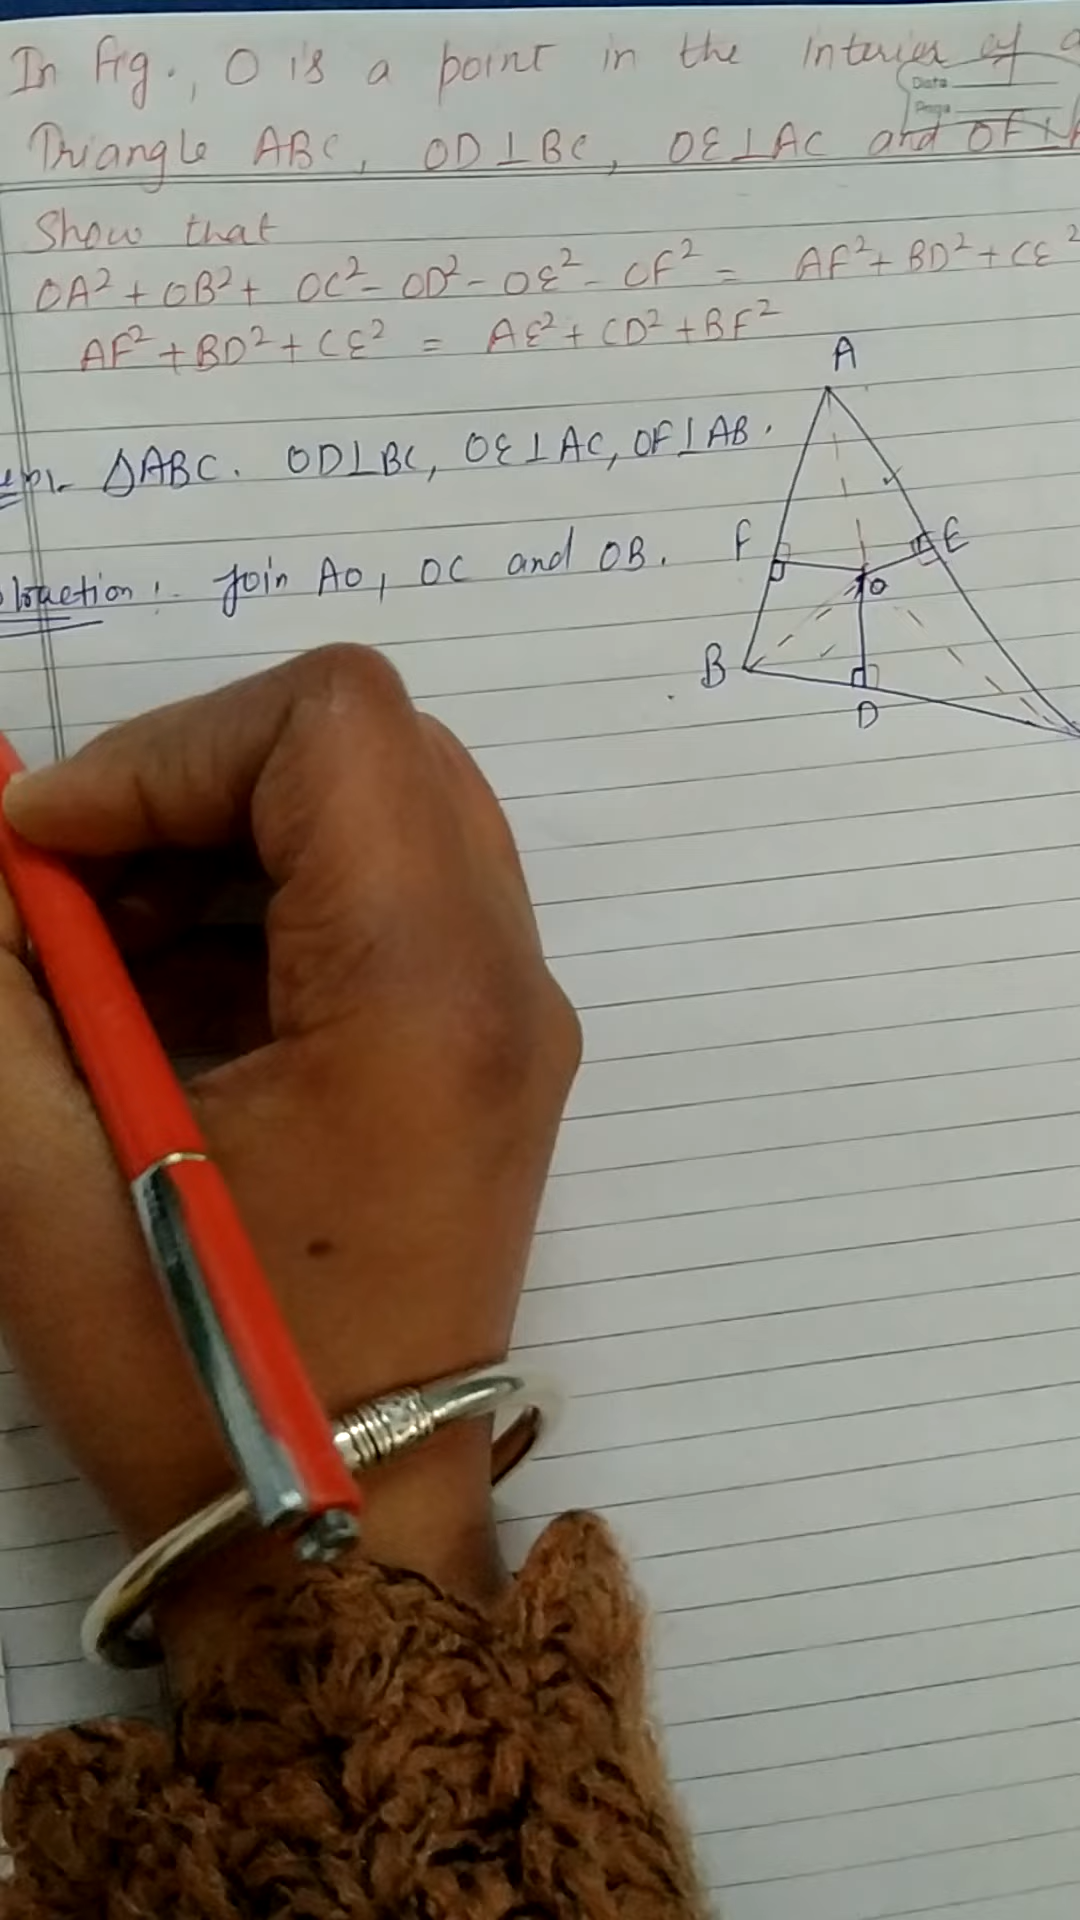 In fig., O is a point in the interior of a
Date
Page
Triangle ABC, OD⊥BC, OE⊥AC and OF⊥
Show that
OA²+OB²+ OC²- OD²- OE²- OF² = AF²+ BD²+ CE²
AF²+BD²+CE² = AE²+ CD²+BF²
A
ΔABC. OD⊥BC, OE⊥AC, OF⊥AB.
F
E
Join AO, OC and OB.
O
B
D